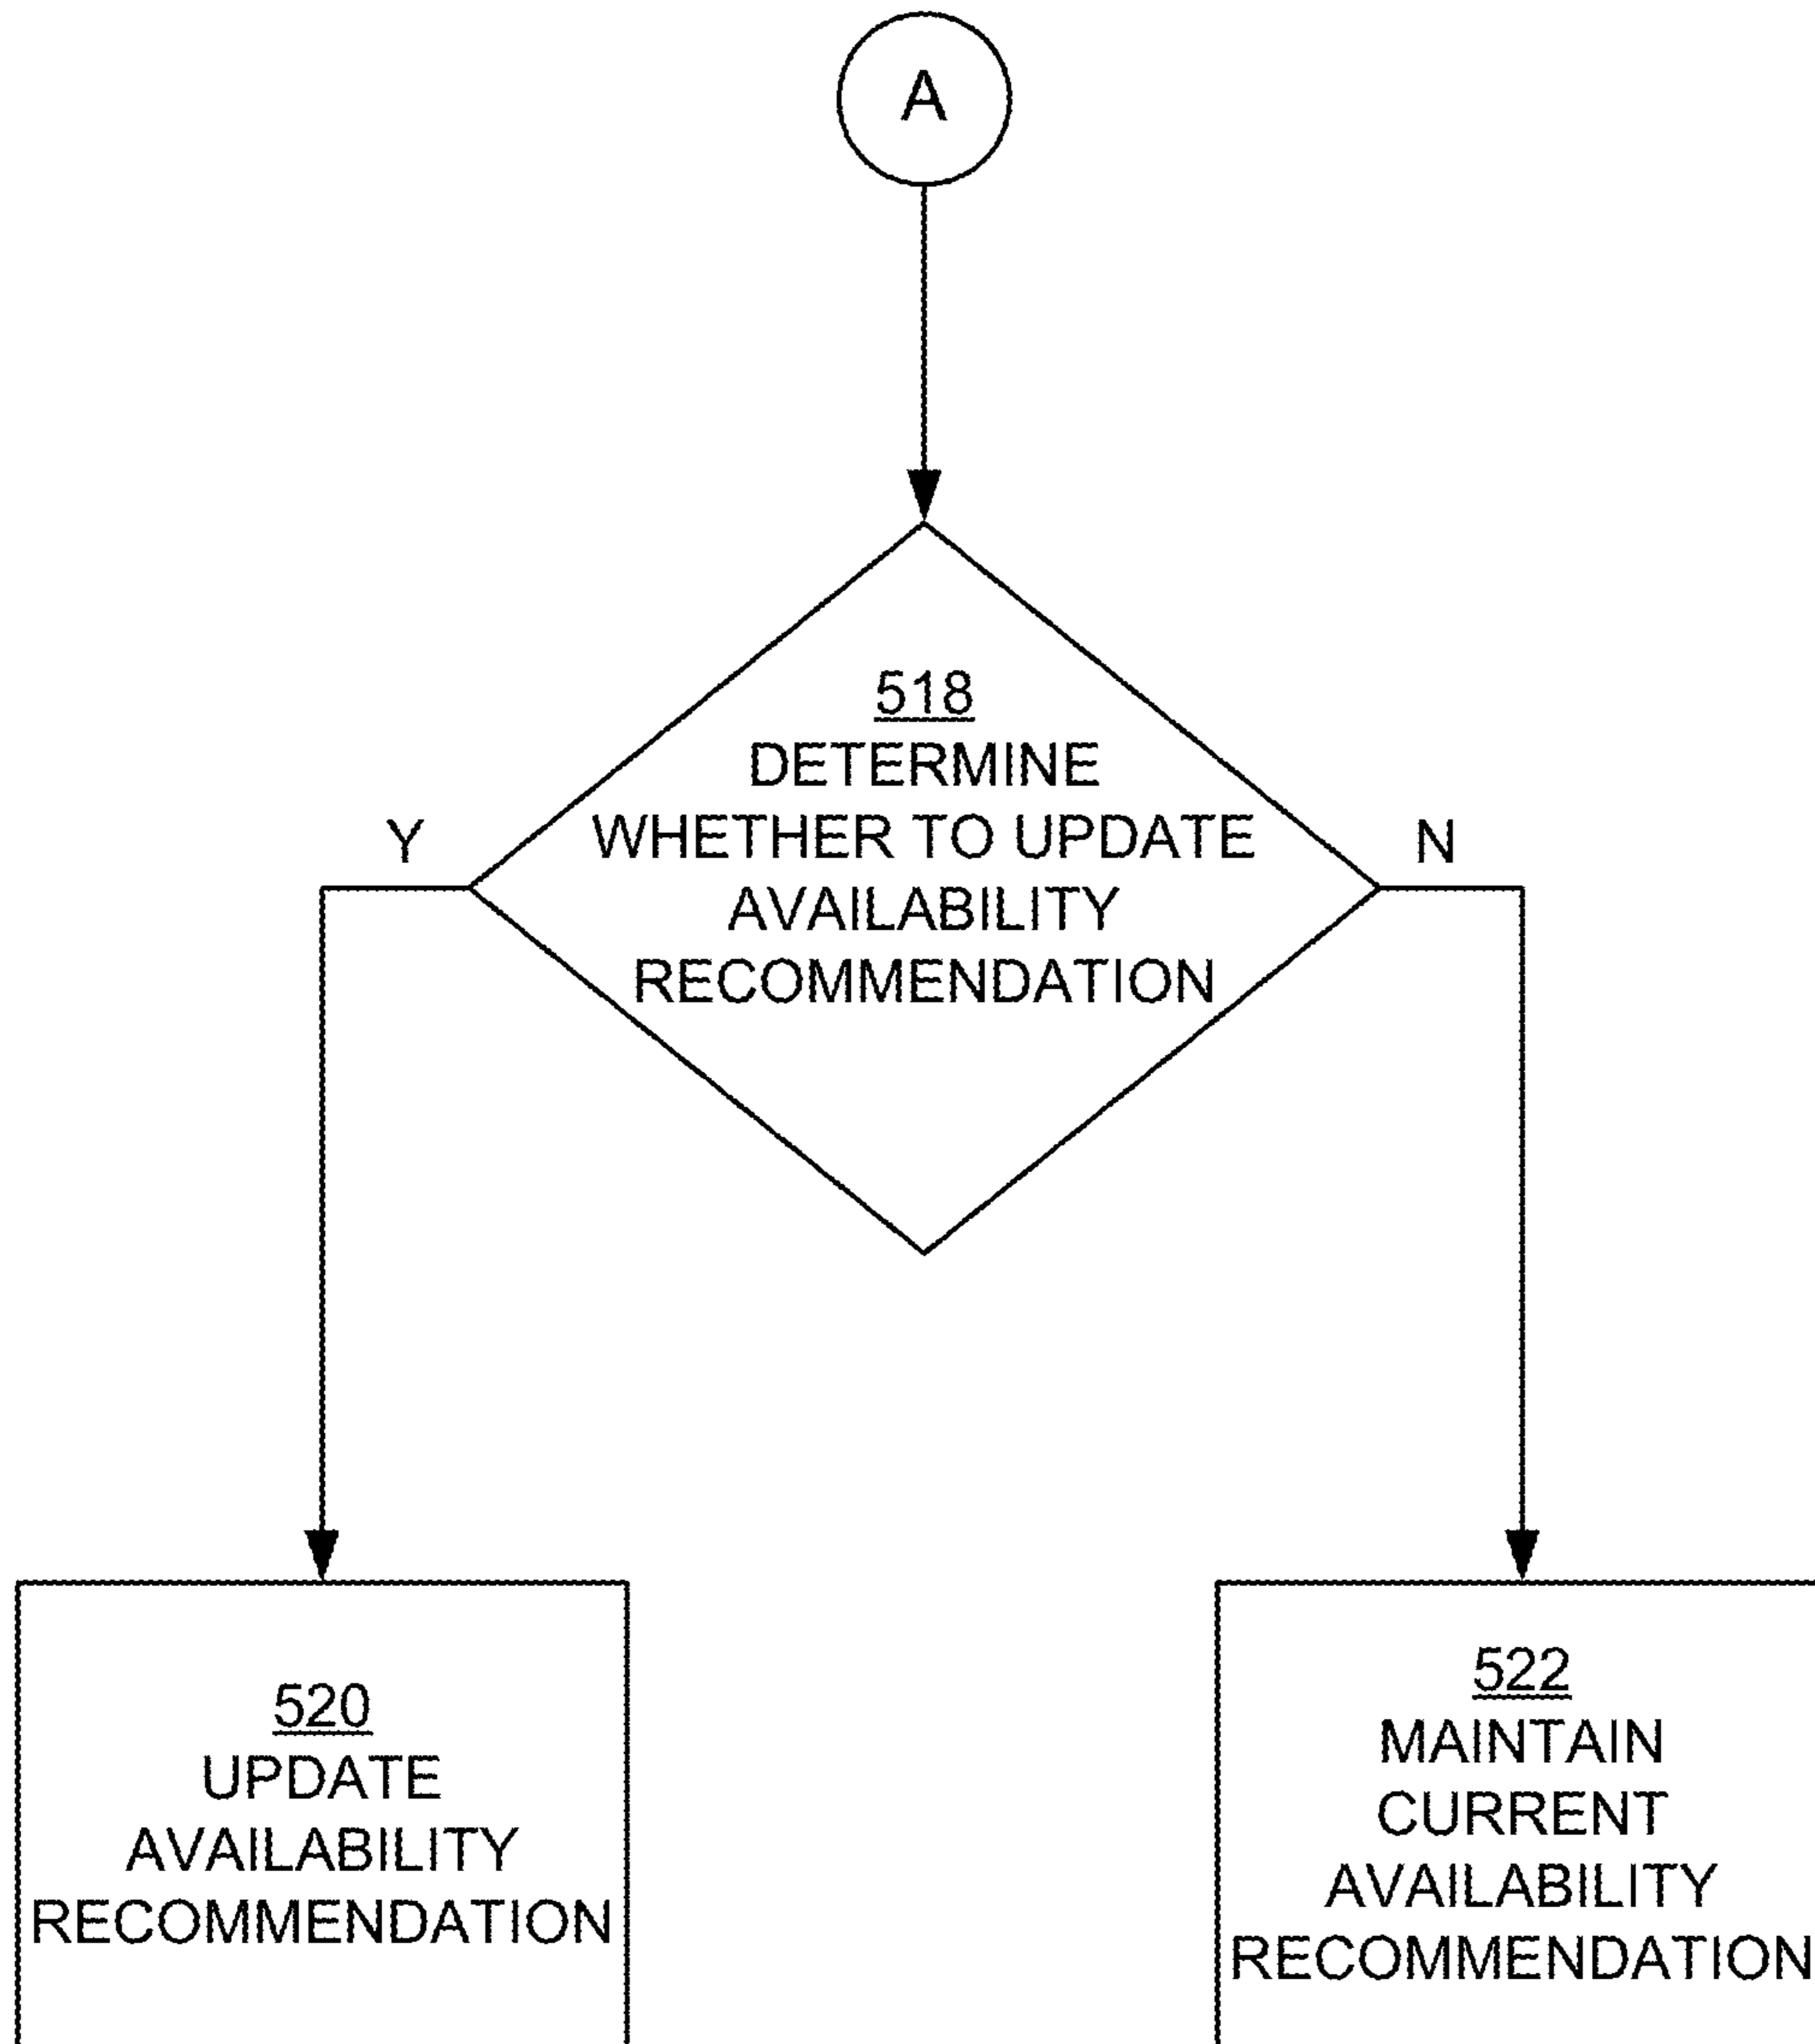 A
518
DETERMINE
WHETHER TO UPDATE
AVAILABILITY
RECOMMENDATION
Y
N
520
UPDATE
AVAILABILITY
RECOMMENDATION
522
MAINTAIN
CURRENT
AVAILABILITY
RECOMMENDATION